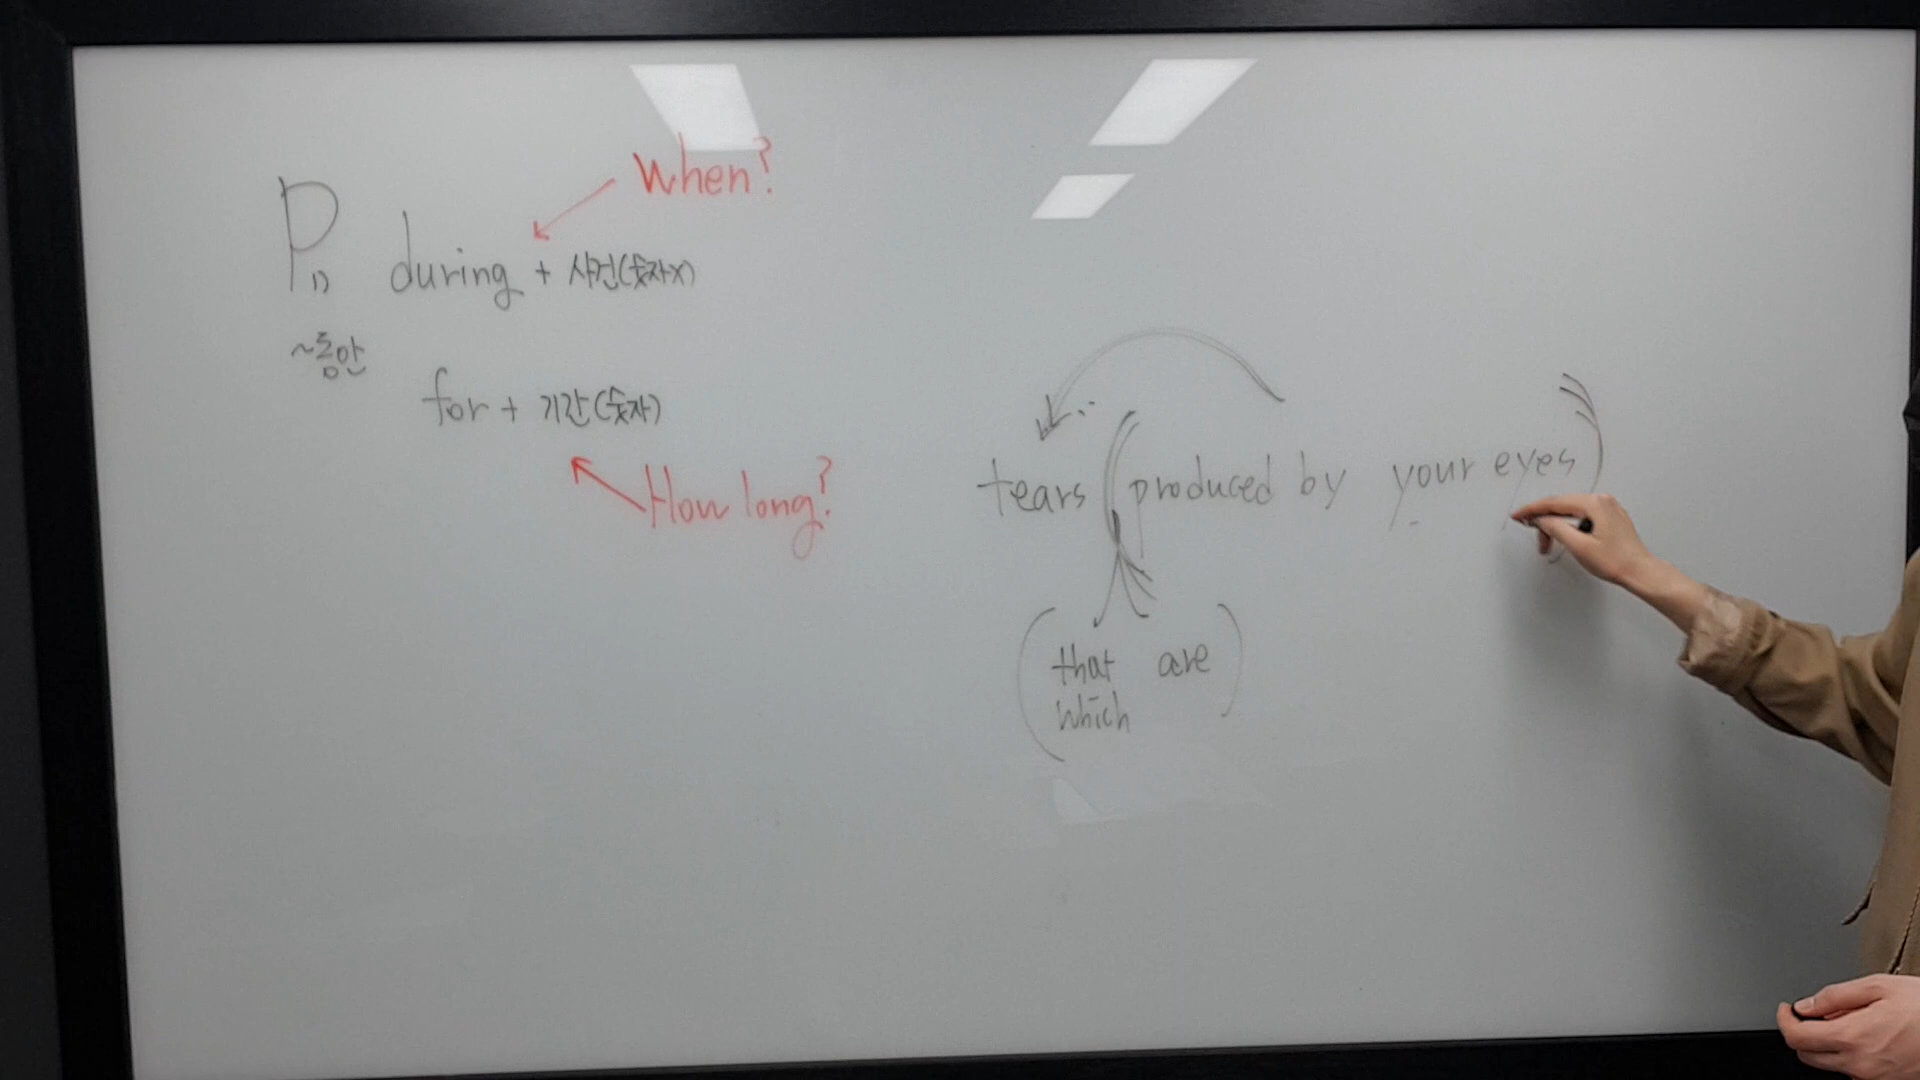 When?
P 1) during + 사건(숫자x)
~동안
for + 기간(숫자)
How long?
tears (produced by your eyes)
(that are)
which